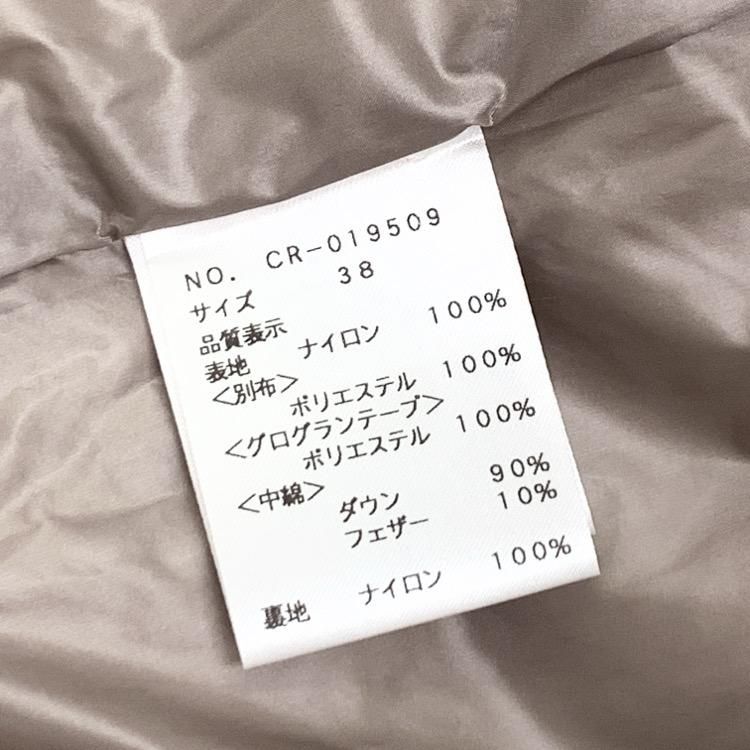 NO. CR-019509
サイズ 38
品質表示
表地 ナイロン 100%
<別布>
ポリエステル 100%
<グログランテープ>
ポリエステル 100%
<中綿>
ダウン 90%
フェザー 10%
裏地 ナイロン 100%